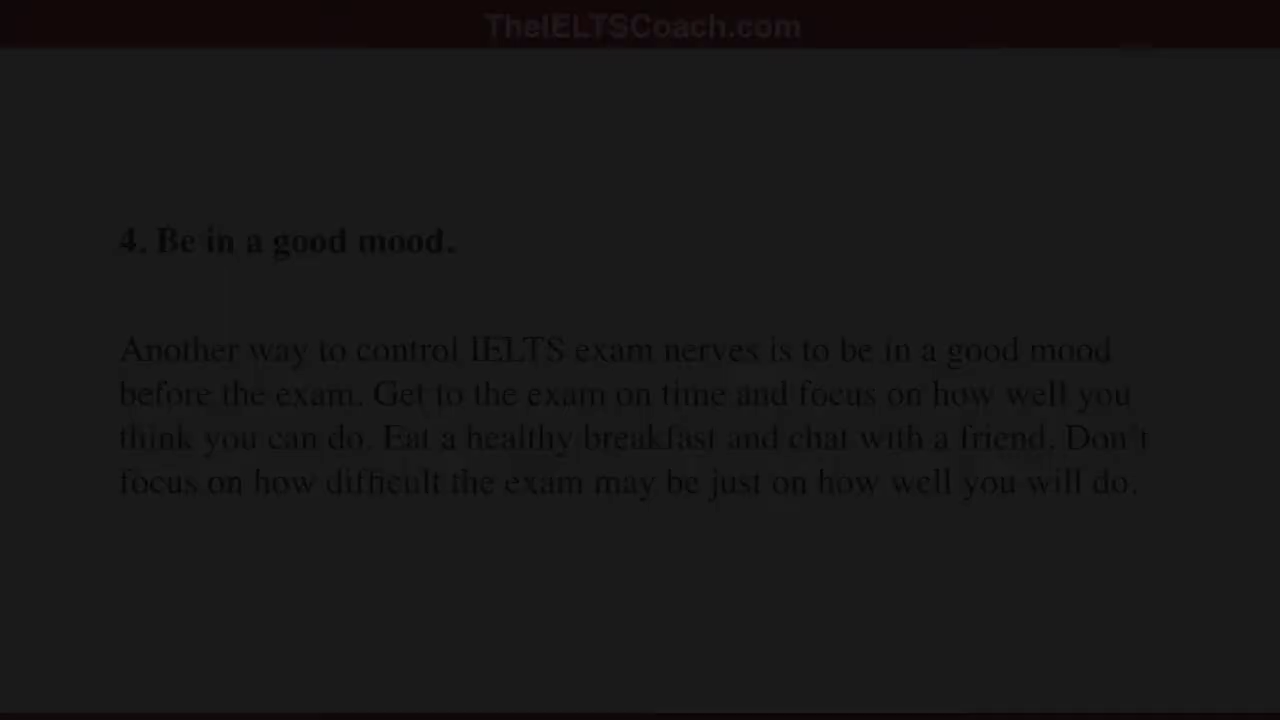 TheIELTSCoach.com
4. Be in a good mood.
Another way to control IELTS exam nerves is to be in a good mood
before the exam. Get to the exam on time and focus on how well you
think you can do. Eat a healthy breakfast and chat with a friend. Don't
focus on how difficult the exam may be just on how well you will do.